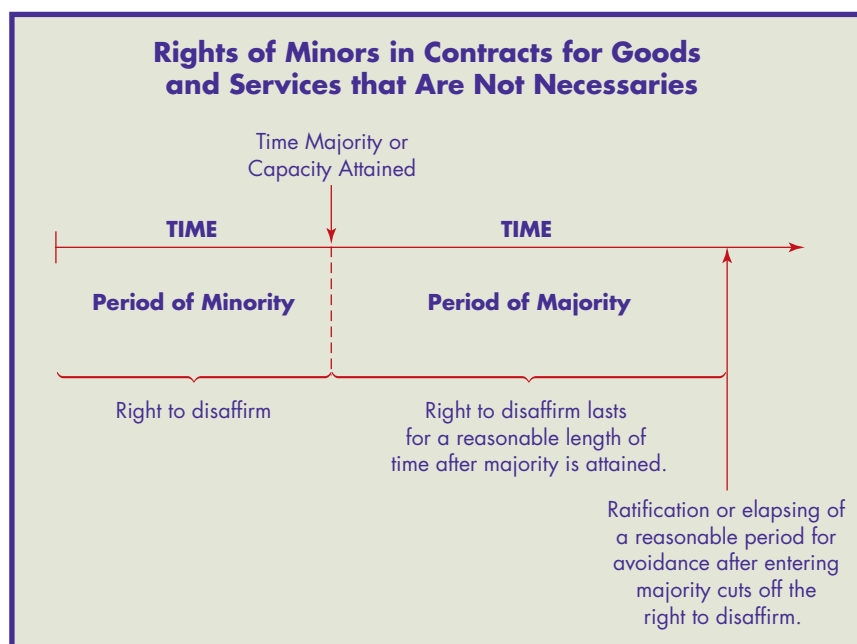 Rights of Minors in Contracts for Goods
and Services that Are Not Necessaries
Time Majority or
Capacity Attained
TIME
TIME
Period of Minority
Period of Majority
Right to disaffirm
Right to disaffirm lasts
for a reasonable length of
time after majority is attained.
Ratification or elapsing of
a reasonable period for
avoidance after entering
majority cuts off the
right to disaffirm.